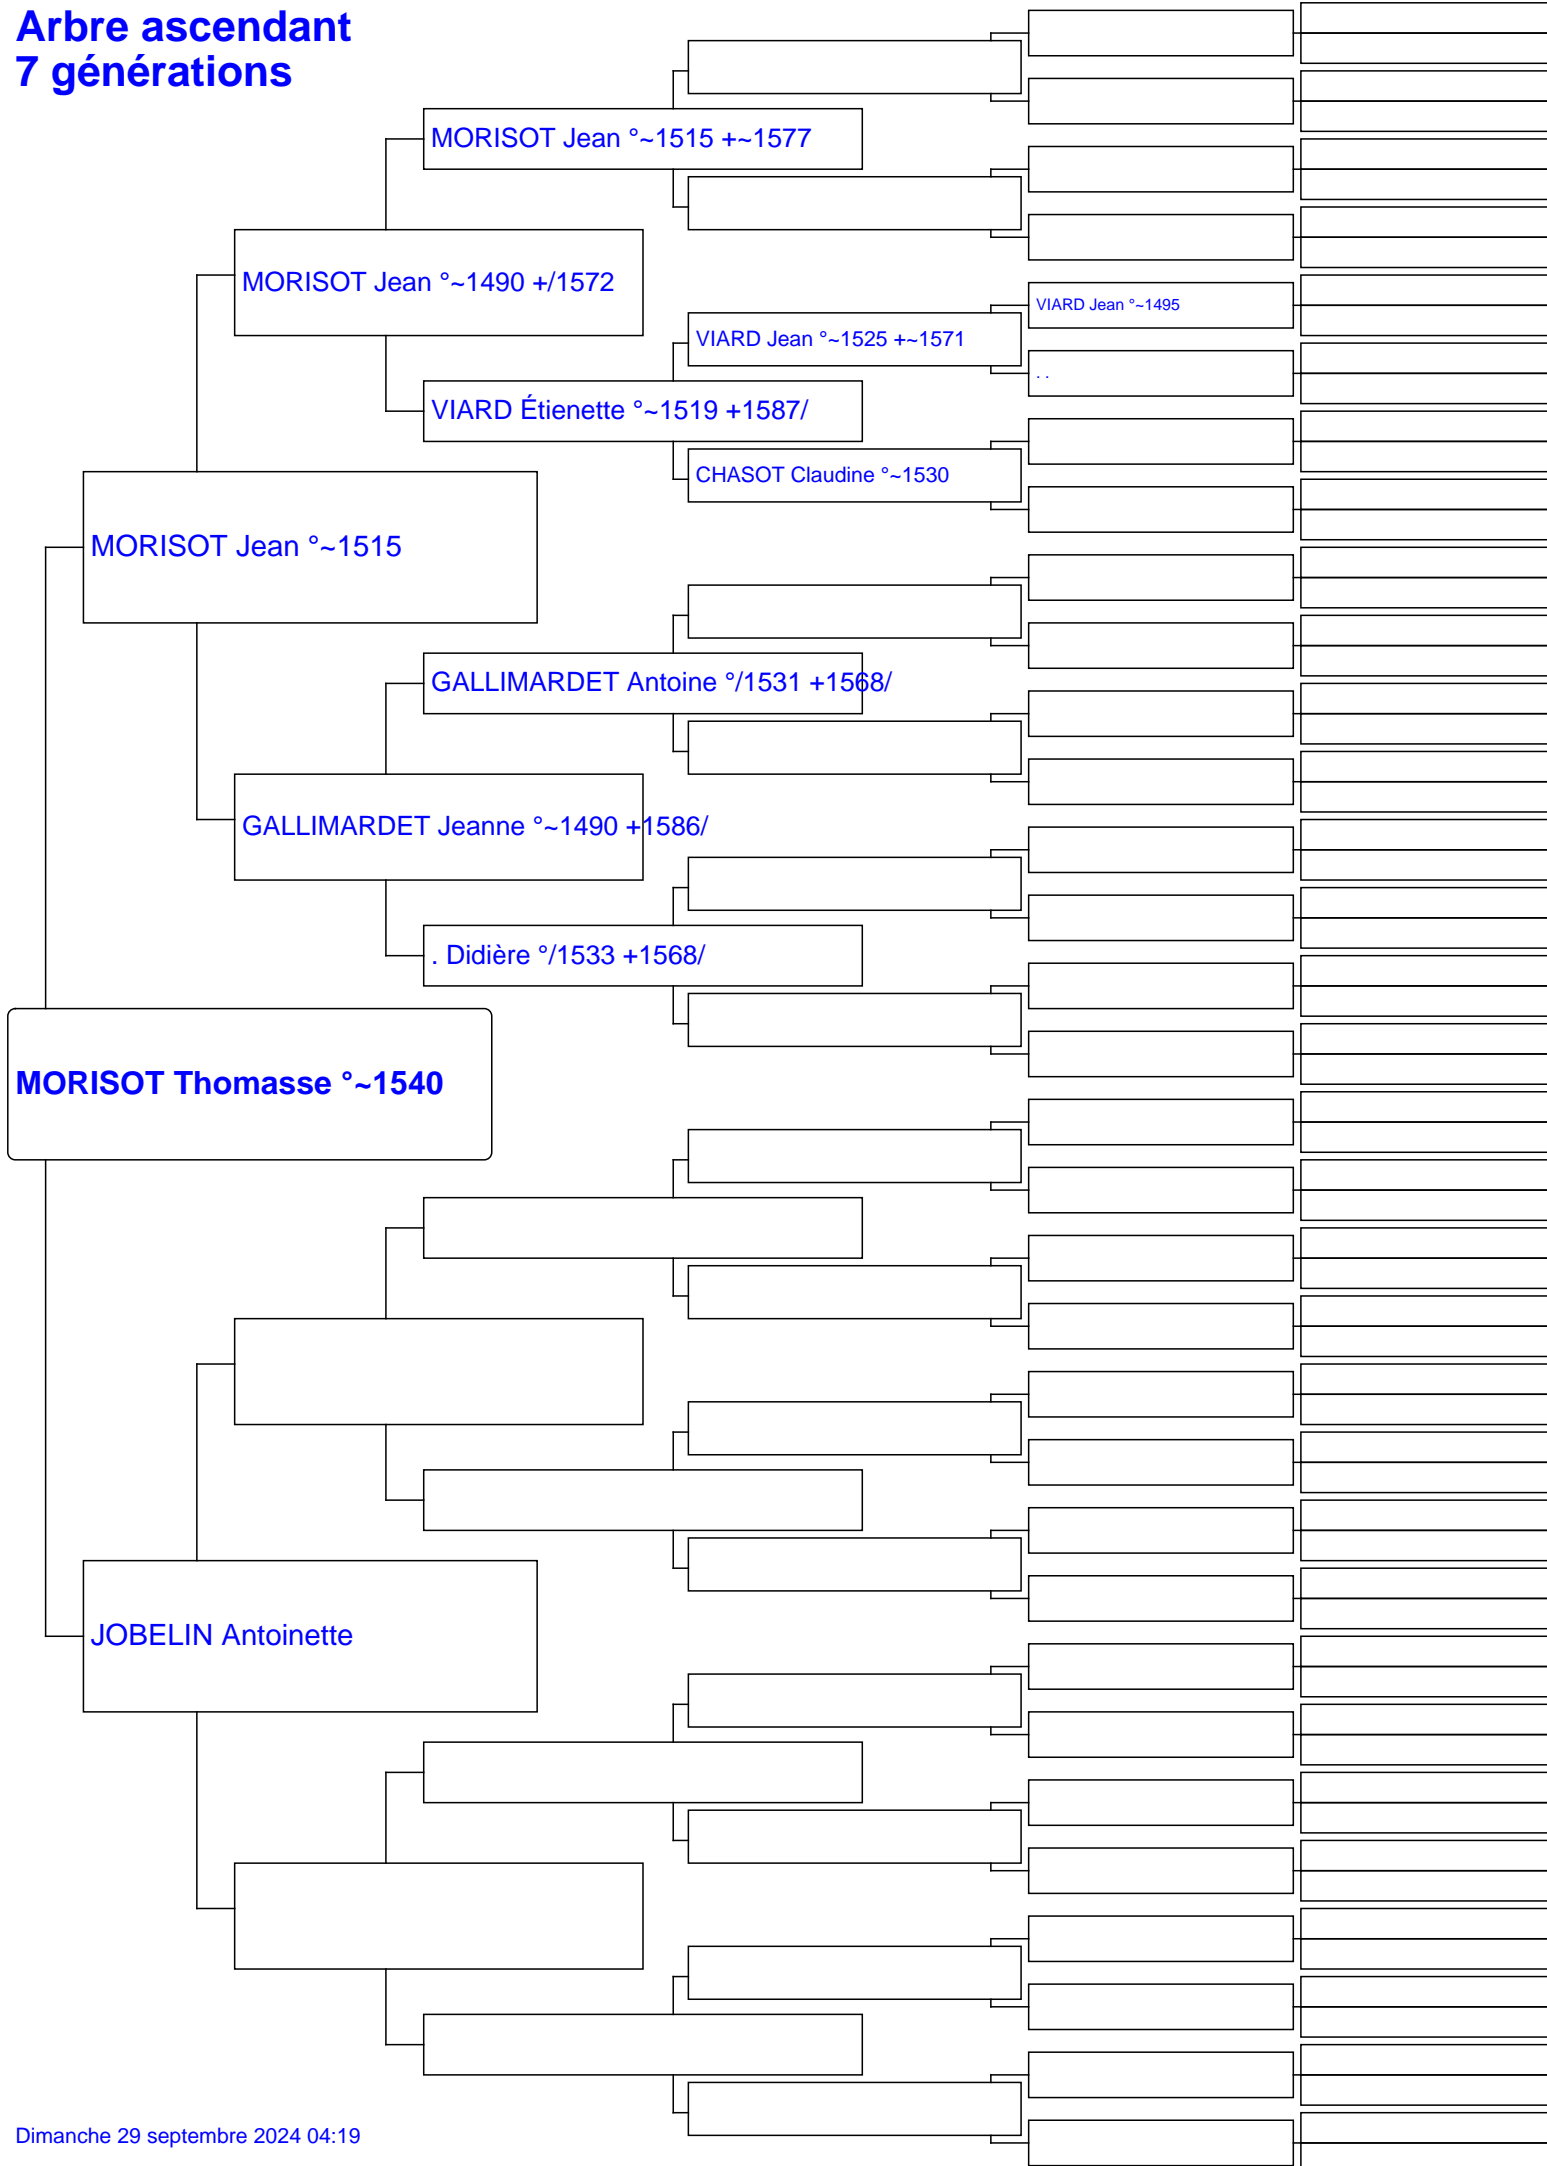 Arbre ascendant
7 générations
MORISOT Jean °~1515 +~1577
MORISOT Jean °~1490 +/1572
VIARD Jean °~1495
VIARD Jean °~1525 +~1571
. .
VIARD Étienette °~1519 +1587/
CHASOT Claudine °~1530
MORISOT Jean °~1515
GALLIMARDET Antoine °/1531 +1568/
GALLIMARDET Jeanne °~1490 +1586/
. Didière °/1533 +1568/
MORISOT Thomasse °~1540
JOBELIN Antoinette
Dimanche 29 septembre 2024 04:19